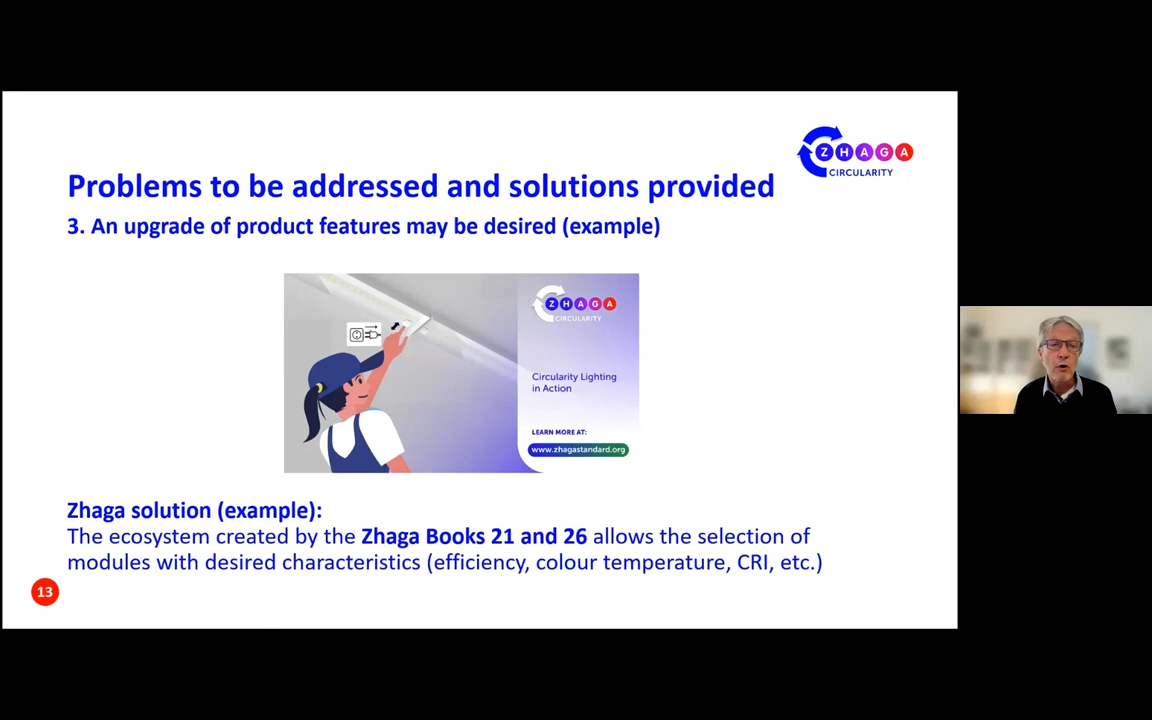 ZHAGA
CIRCULARITY
Problems to be addressed and solutions provided
3. An upgrade of product features may be desired (example)
ZHAGA
CIRCULARITY
Circularity Lighting
in Action
LEARN MORE AT:
www.zhagastandard.org
Zhaga solution (example):
The ecosystem created by the Zhaga Books 21 and 26 allows the selection of
modules with desired characteristics (efficiency, colour temperature, CRI, etc.)
13